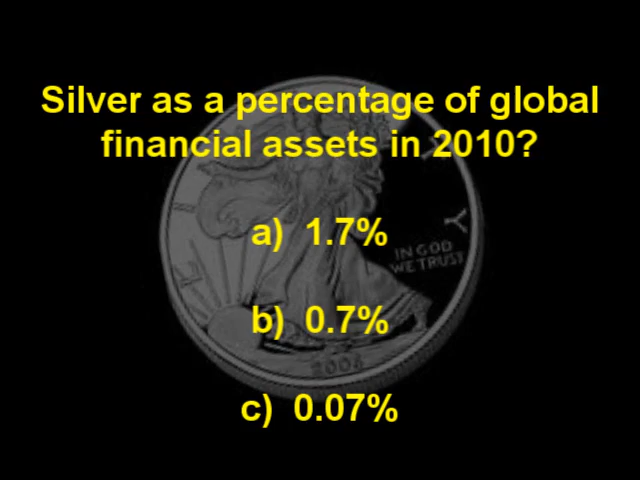 Silver as a percentage of global
financial assets in 2010?
a) 1.7%
IN GOD
WE TRUST
b) 0.7%
c) 0.07%